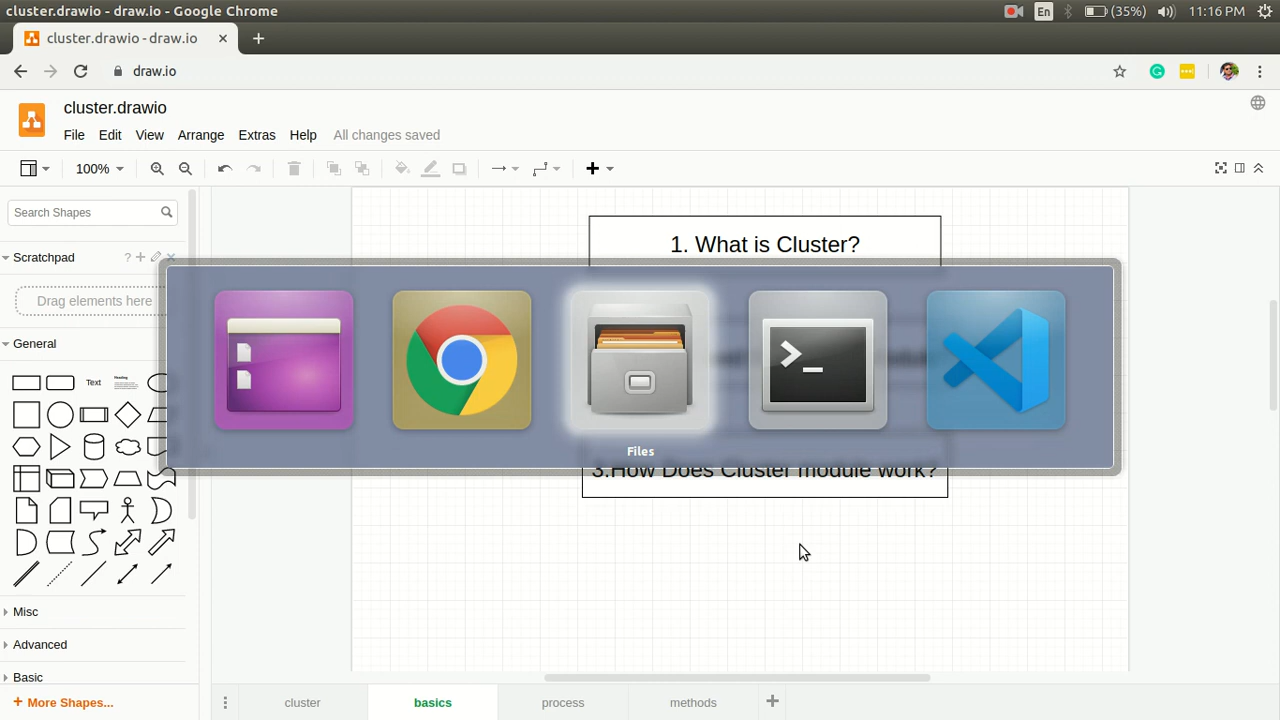 cluster.drawio - draw.io - Google Chrome
En
(35%)
11:16 PM
cluster.drawio - draw.io
draw.io
cluster.drawio
File Edit View Arrange Extras Help All changes saved
100%
Search Shapes
Scratchpad
?
Drag elements here
General
Text
Heading
Misc
Advanced
Basic
+ More Shapes...
1. What is Cluster?
Files
3.How Does Cluster module work?
cluster
basics
process
methods